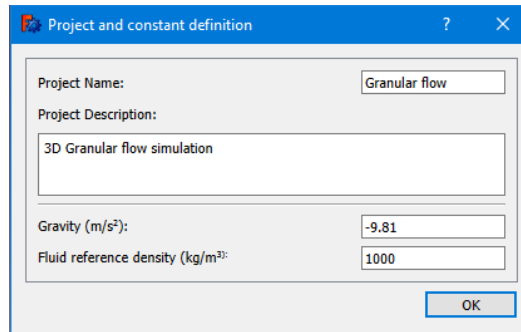 Project and constant definition ? ×
Project Name: Granular flow
Project Description:
3D Granular flow simulation
Gravity (m/s²): -9.81
Fluid reference density (kg/m³): 1000
OK